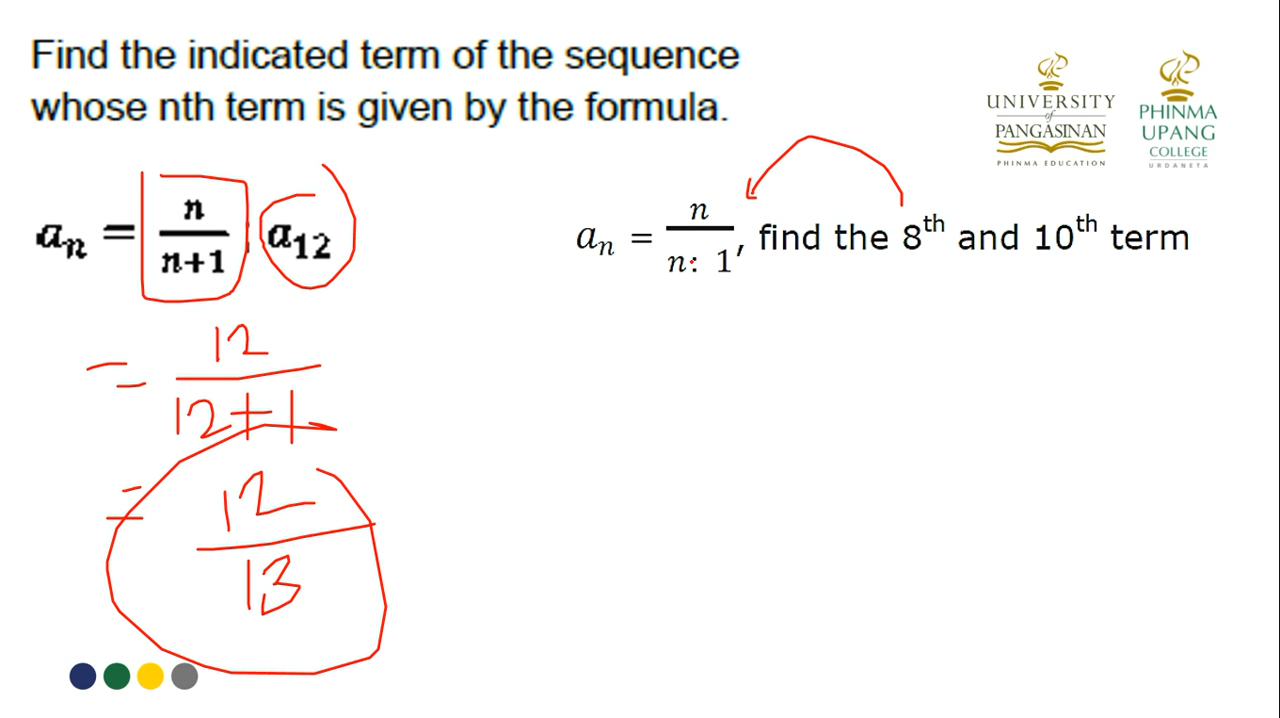 Find the indicated term of the sequence
whose nth term is given by the formula.
UNIVERSITY
of
PANGASINAN
PHINMA EDUCATION
PHINMA
UPANG
COLLEGE
URDANETA
aₙ = n/(n+1), a₁₂
= 12/(12+1)
= 12/13
aₙ = n/(n: 1), find the 8th and 10th term